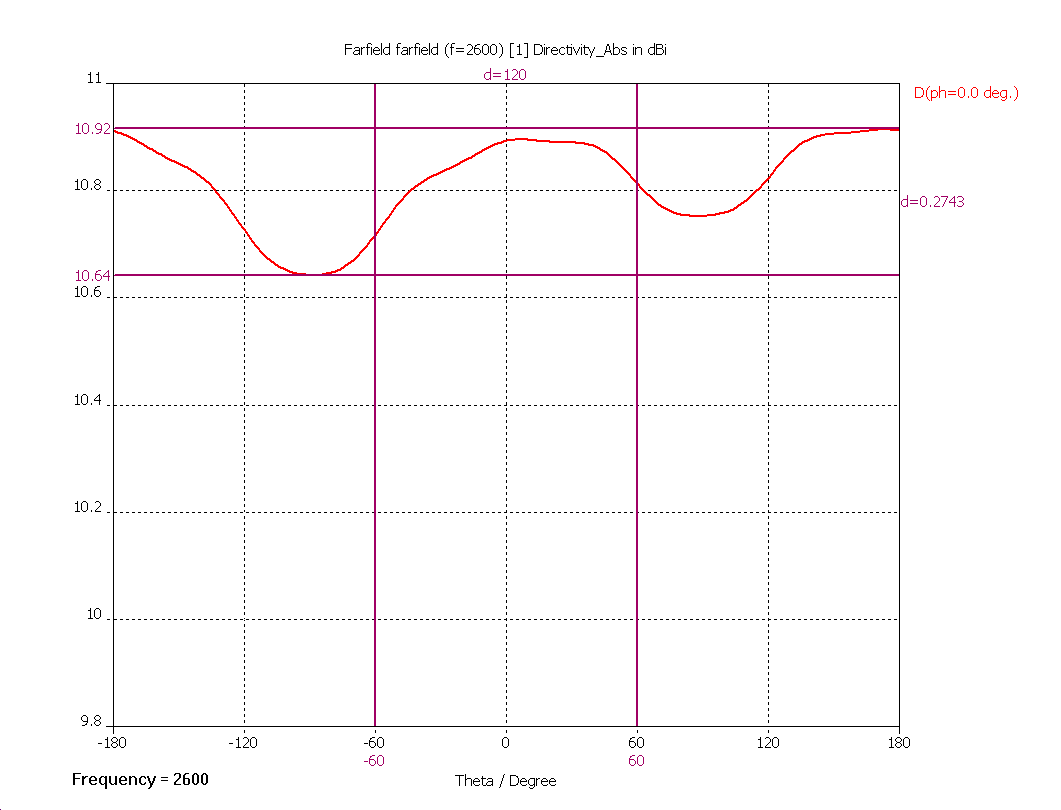 Farfield farfield (f=2600) [1] Directivity_Abs in dBi
d=120
11
D(ph=0.0 deg.)
10.92
10.8
d=0.2743
10.64
10.6
10.4
10.2
10
9.8
-180 -120 -60 0 60 120 180
-60 60
Frequency = 2600
Theta / Degree